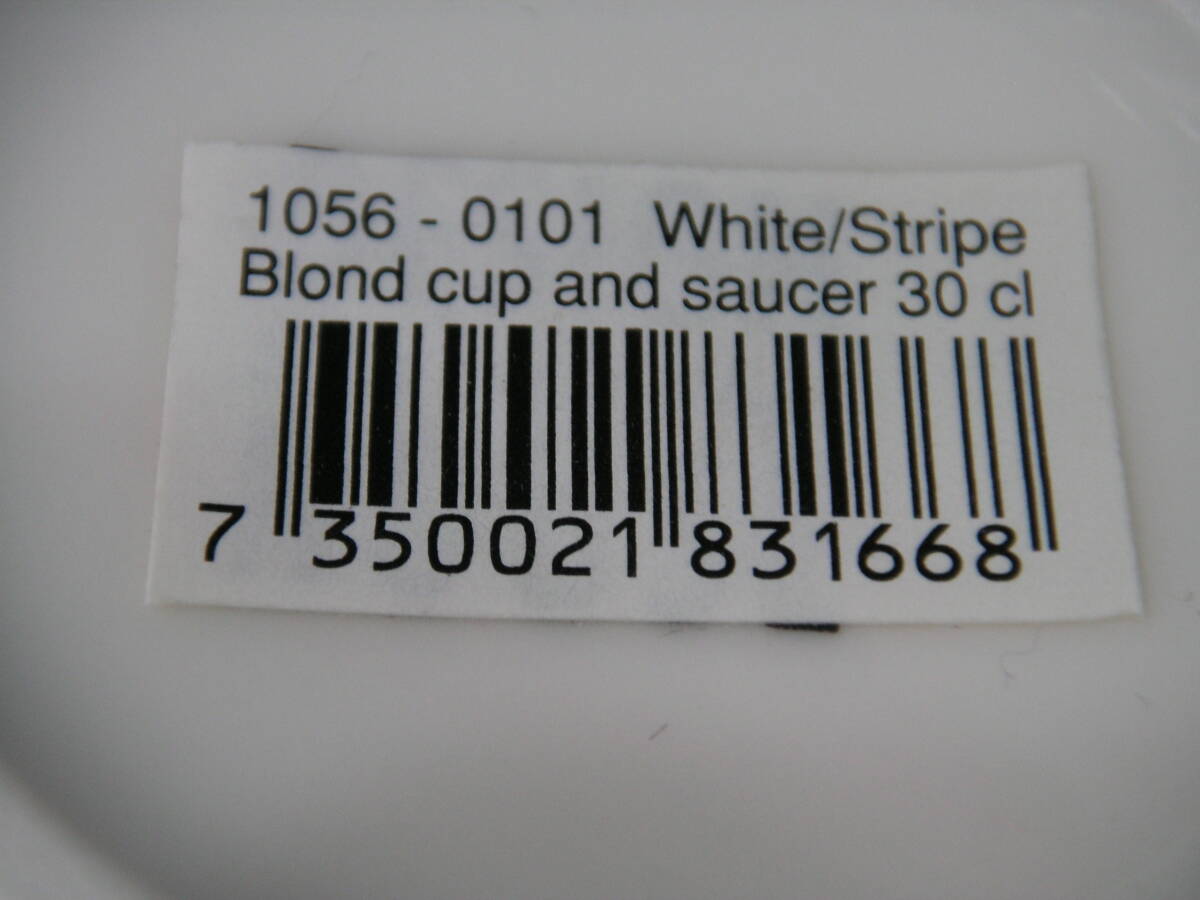 1056 - 0101 White/Stripe
Blond cup and saucer 30 cl
7 350021 831668